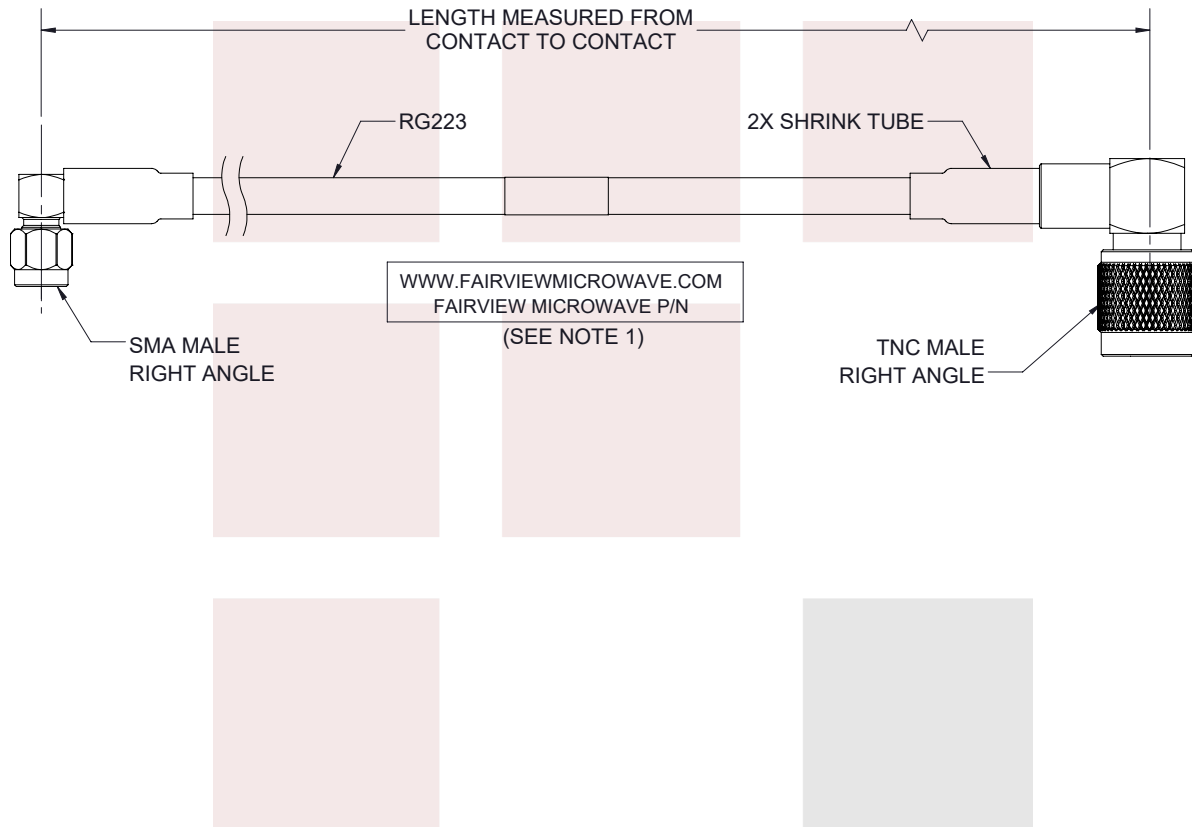 LENGTH MEASURED FROM
CONTACT TO CONTACT
RG223
2X SHRINK TUBE
WWW.FAIRVIEWMICROWAVE.COM
FAIRVIEW MICROWAVE P/N
(SEE NOTE 1)
SMA MALE
RIGHT ANGLE
TNC MALE
RIGHT ANGLE